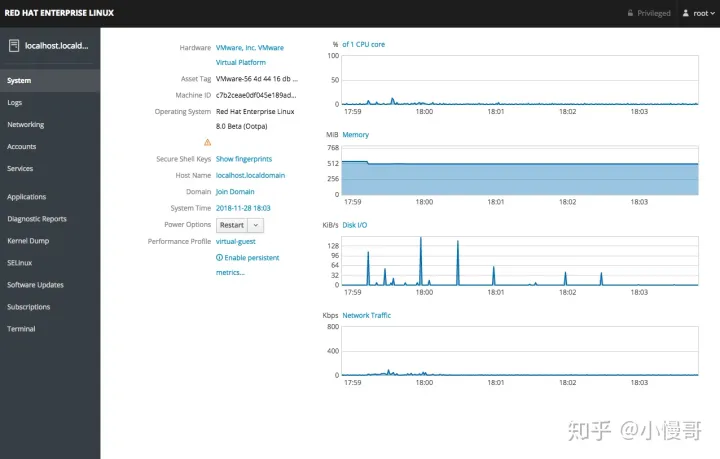 RED HAT ENTERPRISE LINUX
Privileged
root
localhost.locald...
System
Logs
Networking
Accounts
Services
Applications
Diagnostic Reports
Kernel Dump
SELinux
Software Updates
Subscriptions
Terminal
Hardware VMware, Inc. VMware
Virtual Platform
Asset Tag VMware-56 4d 44 16 db ...
Machine ID c7b2ceae0df045e189ad...
Operating System Red Hat Enterprise Linux
8.0 Beta (Ootpa)
Secure Shell Keys Show fingerprints
Host Name localhost.localdomain
Domain Join Domain
System Time 2018-11-28 18:03
Power Options Restart
Performance Profile virtual-guest
Enable persistent
metrics...
% of 1 CPU core
100
50
0
17:59 18:00 18:01 18:02 18:03
MiB Memory
768
512
256
0
17:59 18:00 18:01 18:02 18:03
KiB/s Disk I/O
128
96
64
32
0
17:59 18:00 18:01 18:02 18:03
Kbps Network Traffic
800
400
0
17:59 18:00 18:01 18:02 18:03
知乎 @小慢哥